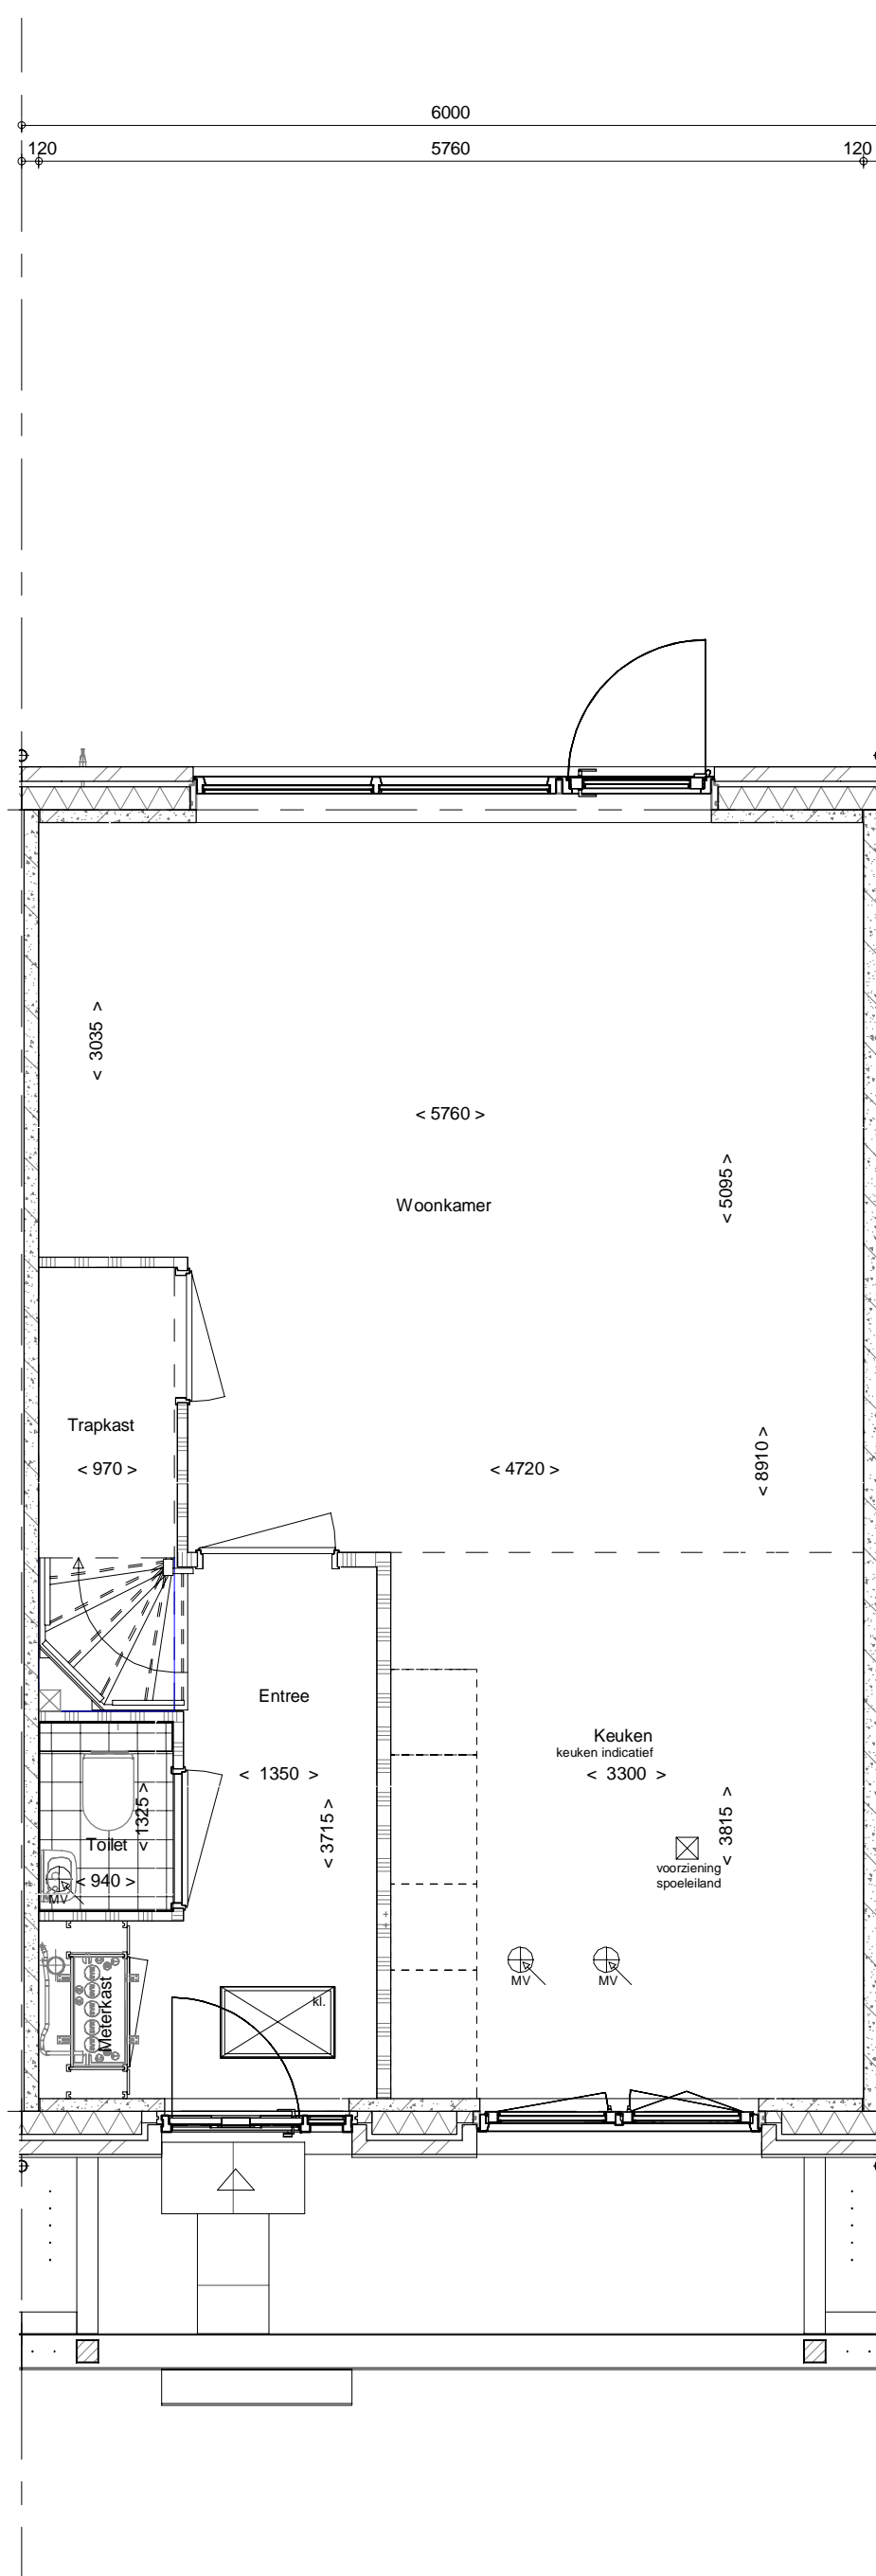 6000
120
5760
120
< 3035 >
< 5760 >
< 5095 >
Woonkamer
Trapkast
< 970 >
< 4720 >
< 8910 >
Entree
Keuken
keuken indicatief
< 1350 >
< 3300 >
< 1325 >
< 3715 >
< 3815 >
Toilet
< 940 >
MV
voorziening
spoeleiland
MV
MV
Meterkast
kl.